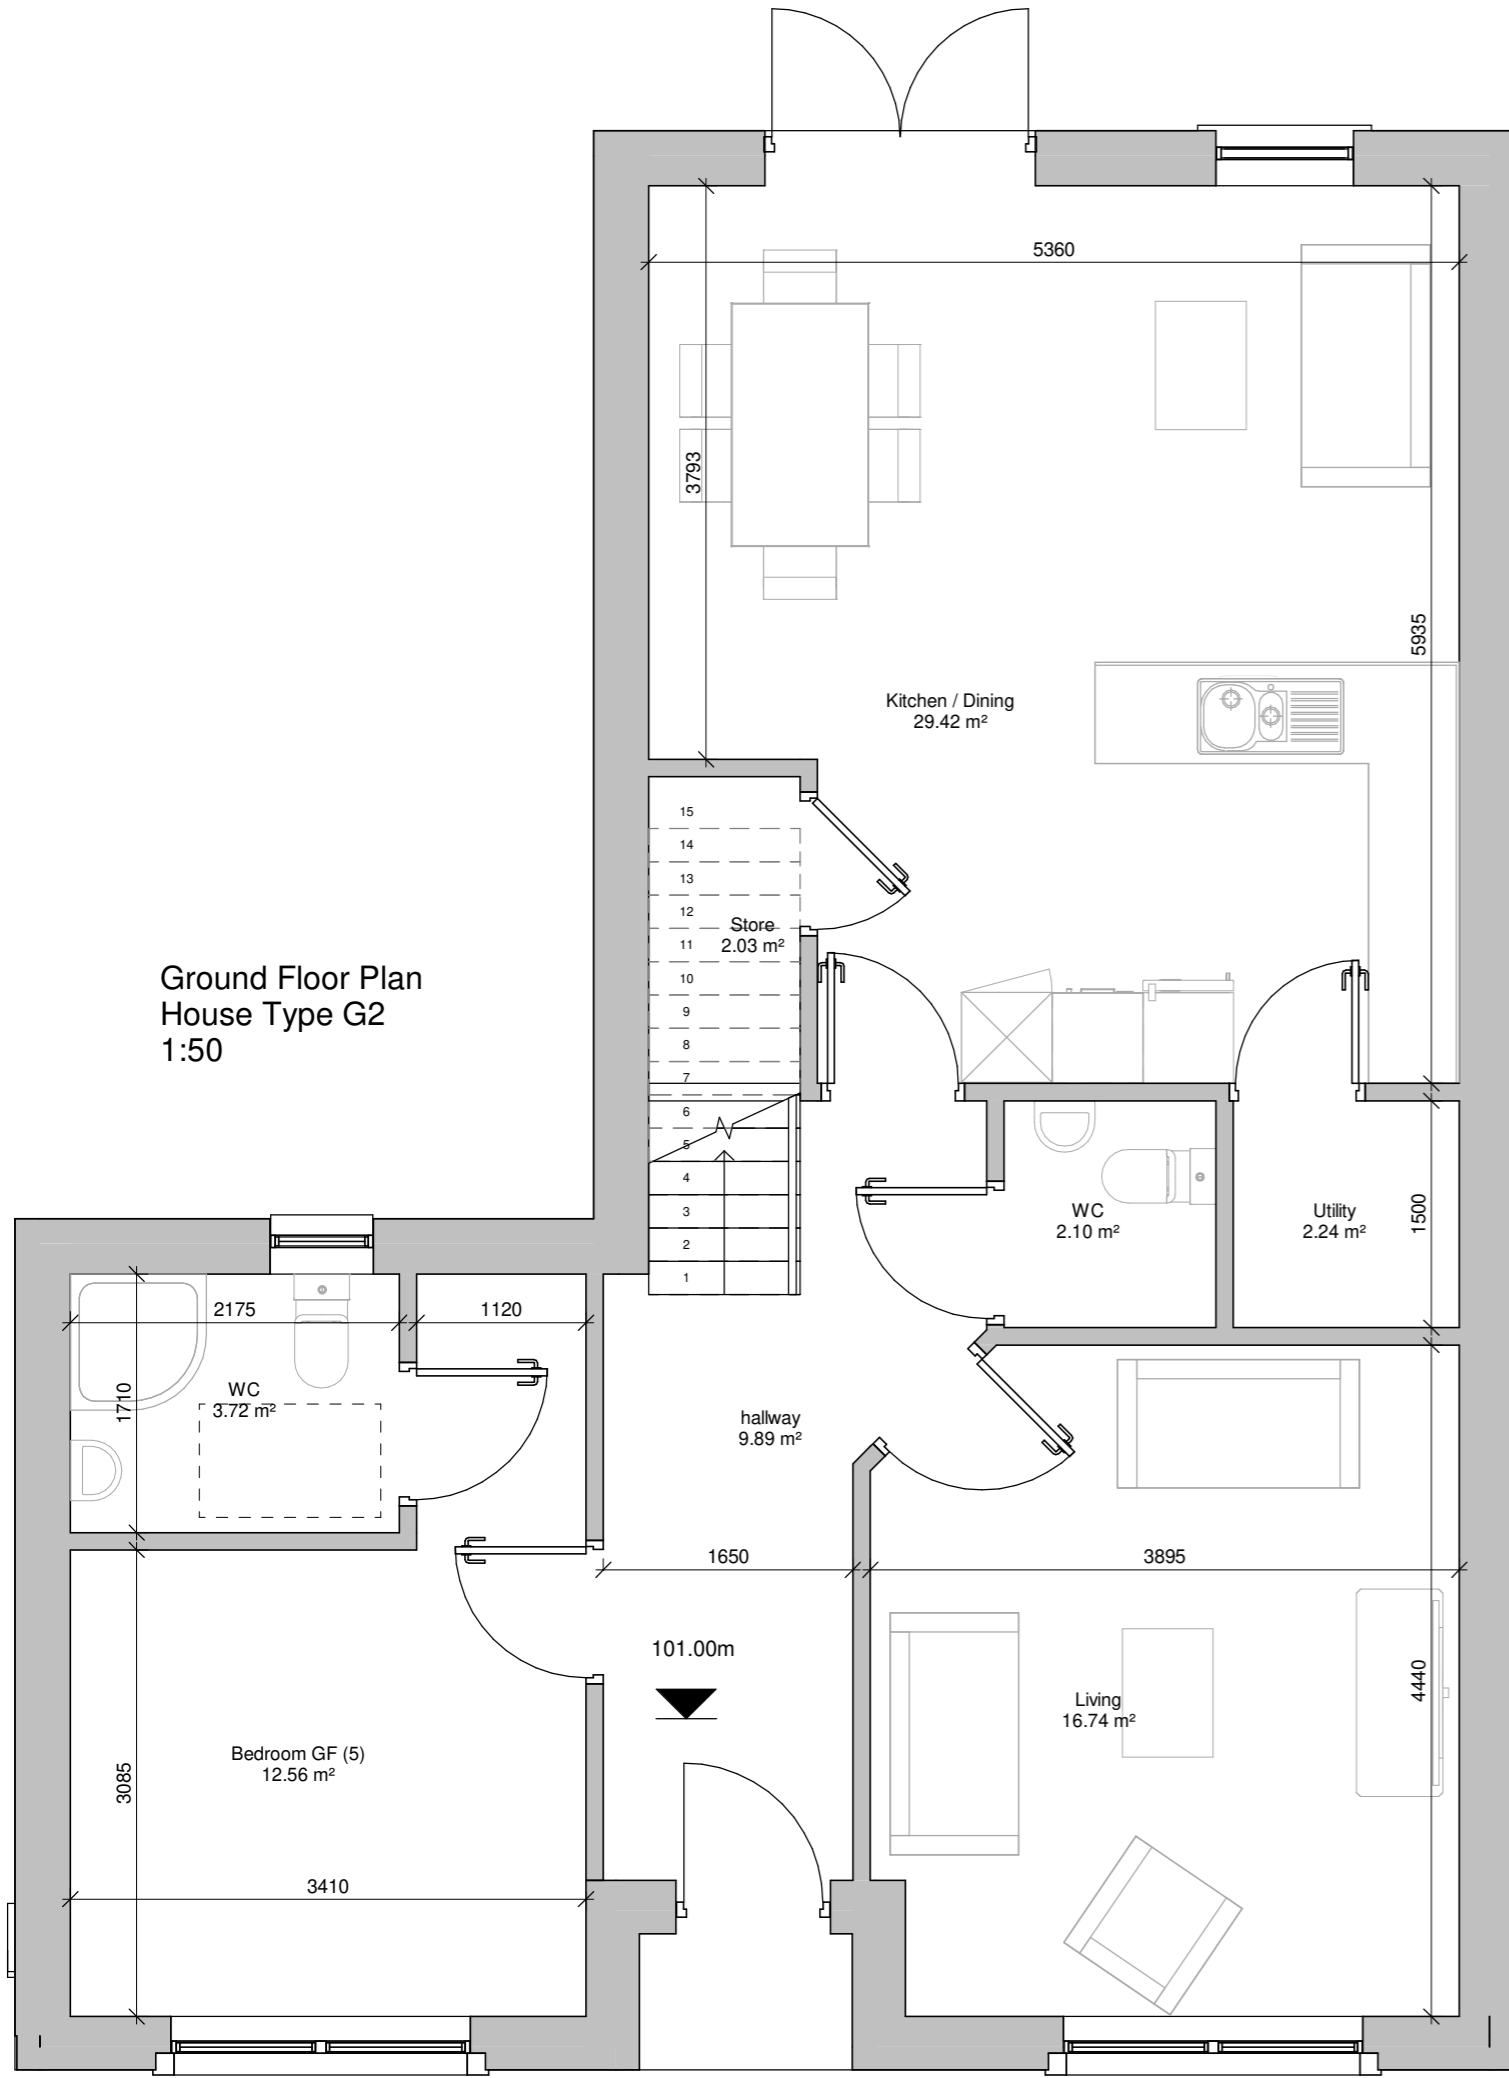 5360
3793
5935
Kitchen / Dining
29.42 m²
15
14
13
12
11
10
9
8
7
6
5
4
3
2
1
Store
2.03 m²
Ground Floor Plan
House Type G2
1:50
WC
2.10 m²
Utility
2.24 m²
1500
2175
1120
1710
WC
3.72 m²
hallway
9.89 m²
1650
3895
101.00m
Living
16.74 m²
4440
Bedroom GF (5)
12.56 m²
3085
3410